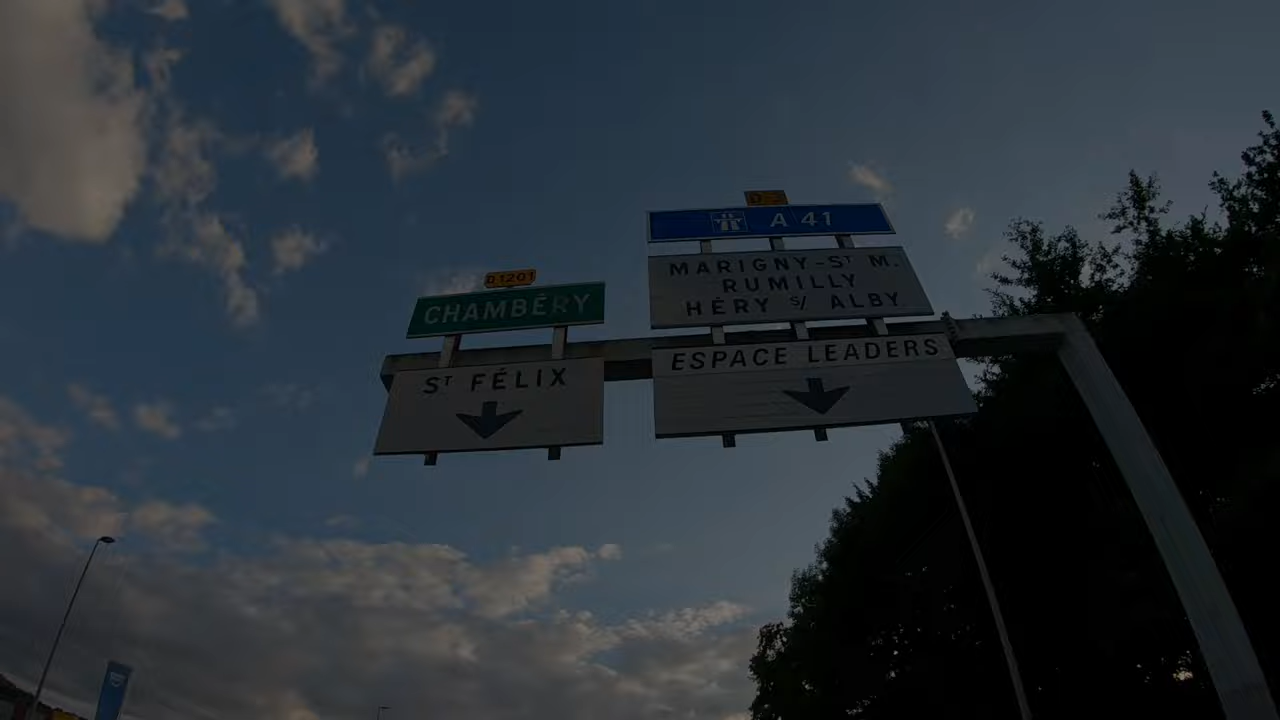 D1201
CHAMBÉRY
ST FÉLIX
A 41
MARIGNY-ST M.
RUMILLY
HÉRY S/ ALBY
ESPACE LEADERS